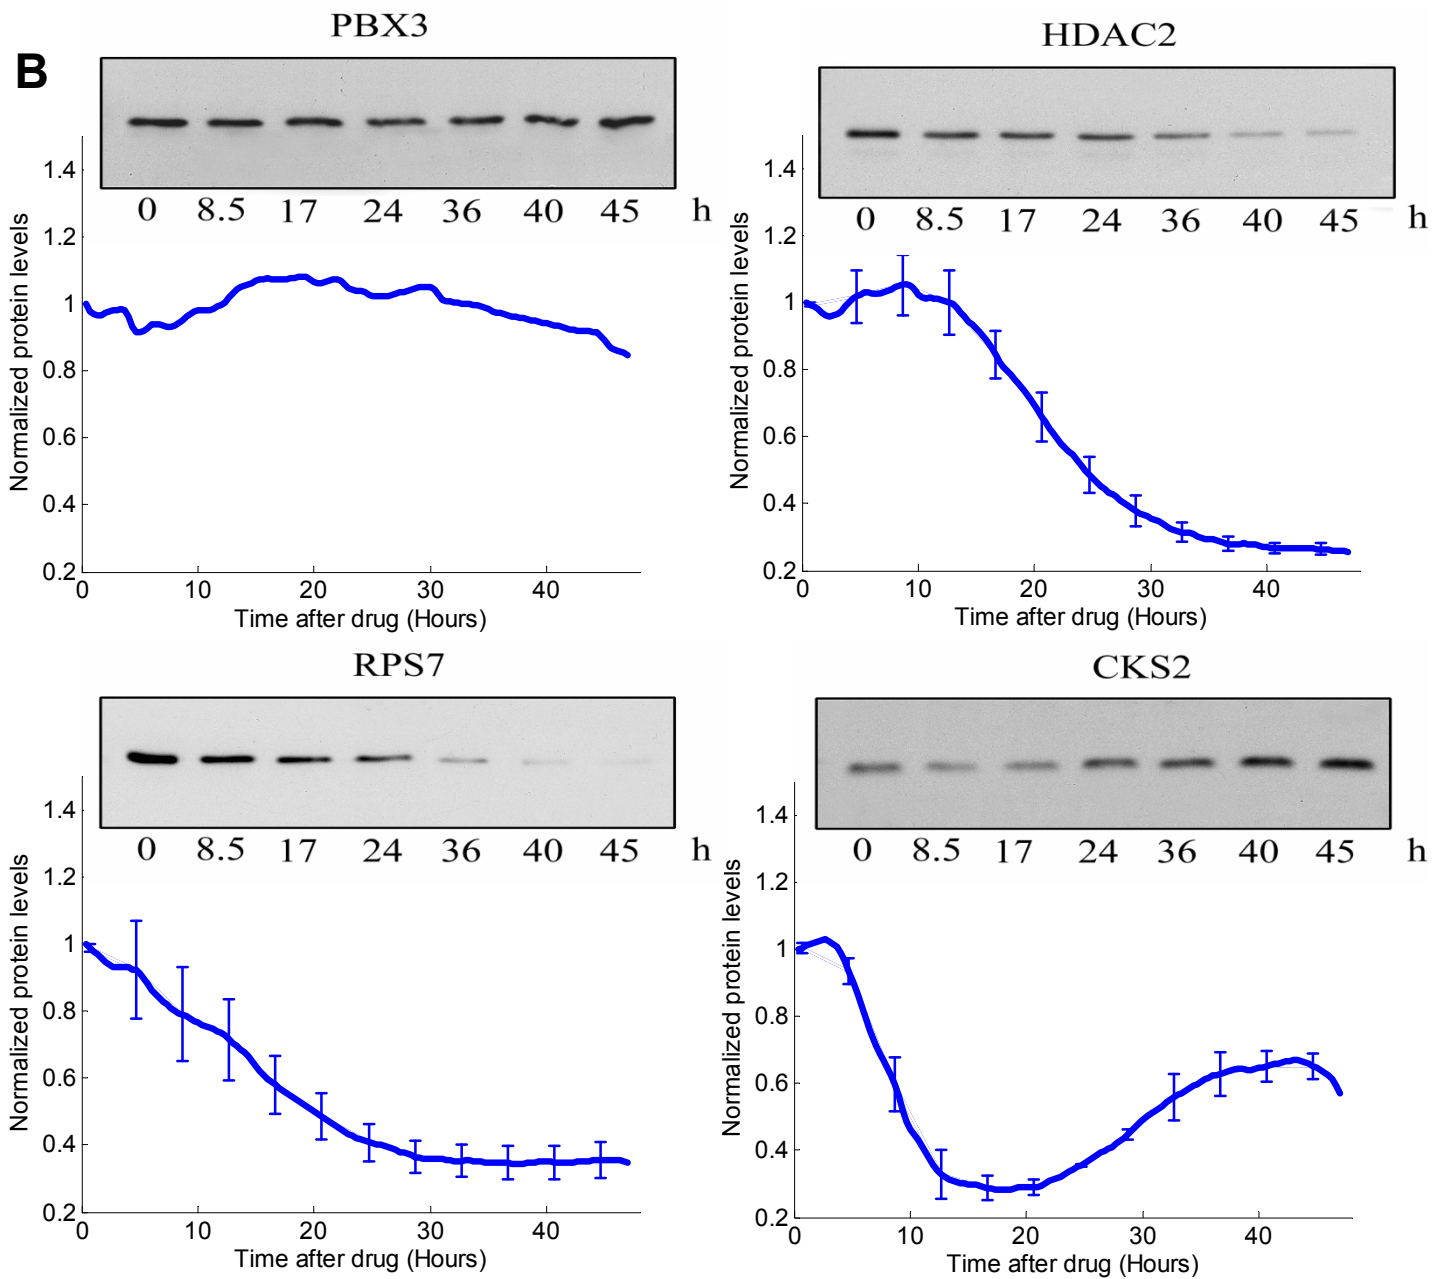 B
PBX3
0 8.5 17 24 36 40 45 h
1.4
1.2
1
0.8
0.6
0.4
0.2
0 10 20 30 40
Normalized protein levels
Time after drug (Hours)
HDAC2
0 8.5 17 24 36 40 45 h
1.4
1.2
1
0.8
0.6
0.4
0.2
0 10 20 30 40
Normalized protein levels
Time after drug (Hours)
RPS7
0 8.5 17 24 36 40 45 h
1.4
1.2
1
0.8
0.6
0.4
0.2
0 10 20 30 40
Normalized protein levels
Time after drug (Hours)
CKS2
0 8.5 17 24 36 40 45 h
1.4
1.2
1
0.8
0.6
0.4
0.2
0 10 20 30 40
Normalized protein levels
Time after drug (Hours)